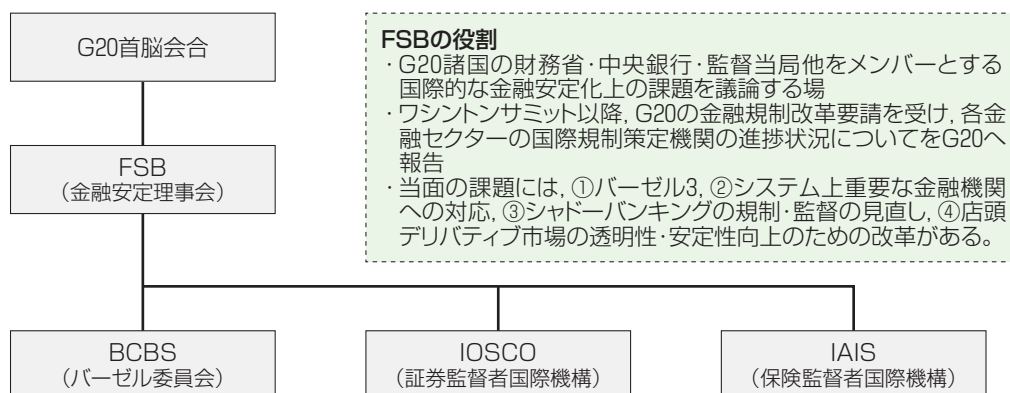 G20首脳会合
FSBの役割
・G20諸国の財務省・中央銀行・監督当局他をメンバーとする
国際的な金融安定化上の課題を議論する場
・ワシントンサミット以降, G20の金融規制改革要請を受け, 各金
融セクターの国際規制策定機関の進捗状況についてをG20へ
報告
・当面の課題には, ①バーゼル3, ②システム上重要な金融機関
への対応, ③シャドーバンキングの規制・監督の見直し, ④店頭
デリバティブ市場の透明性・安定性向上のための改革がある。
FSB
（金融安定理事会）
BCBS
（バーゼル委員会）
IOSCO
（証券監督者国際機構）
IAIS
（保険監督者国際機構）